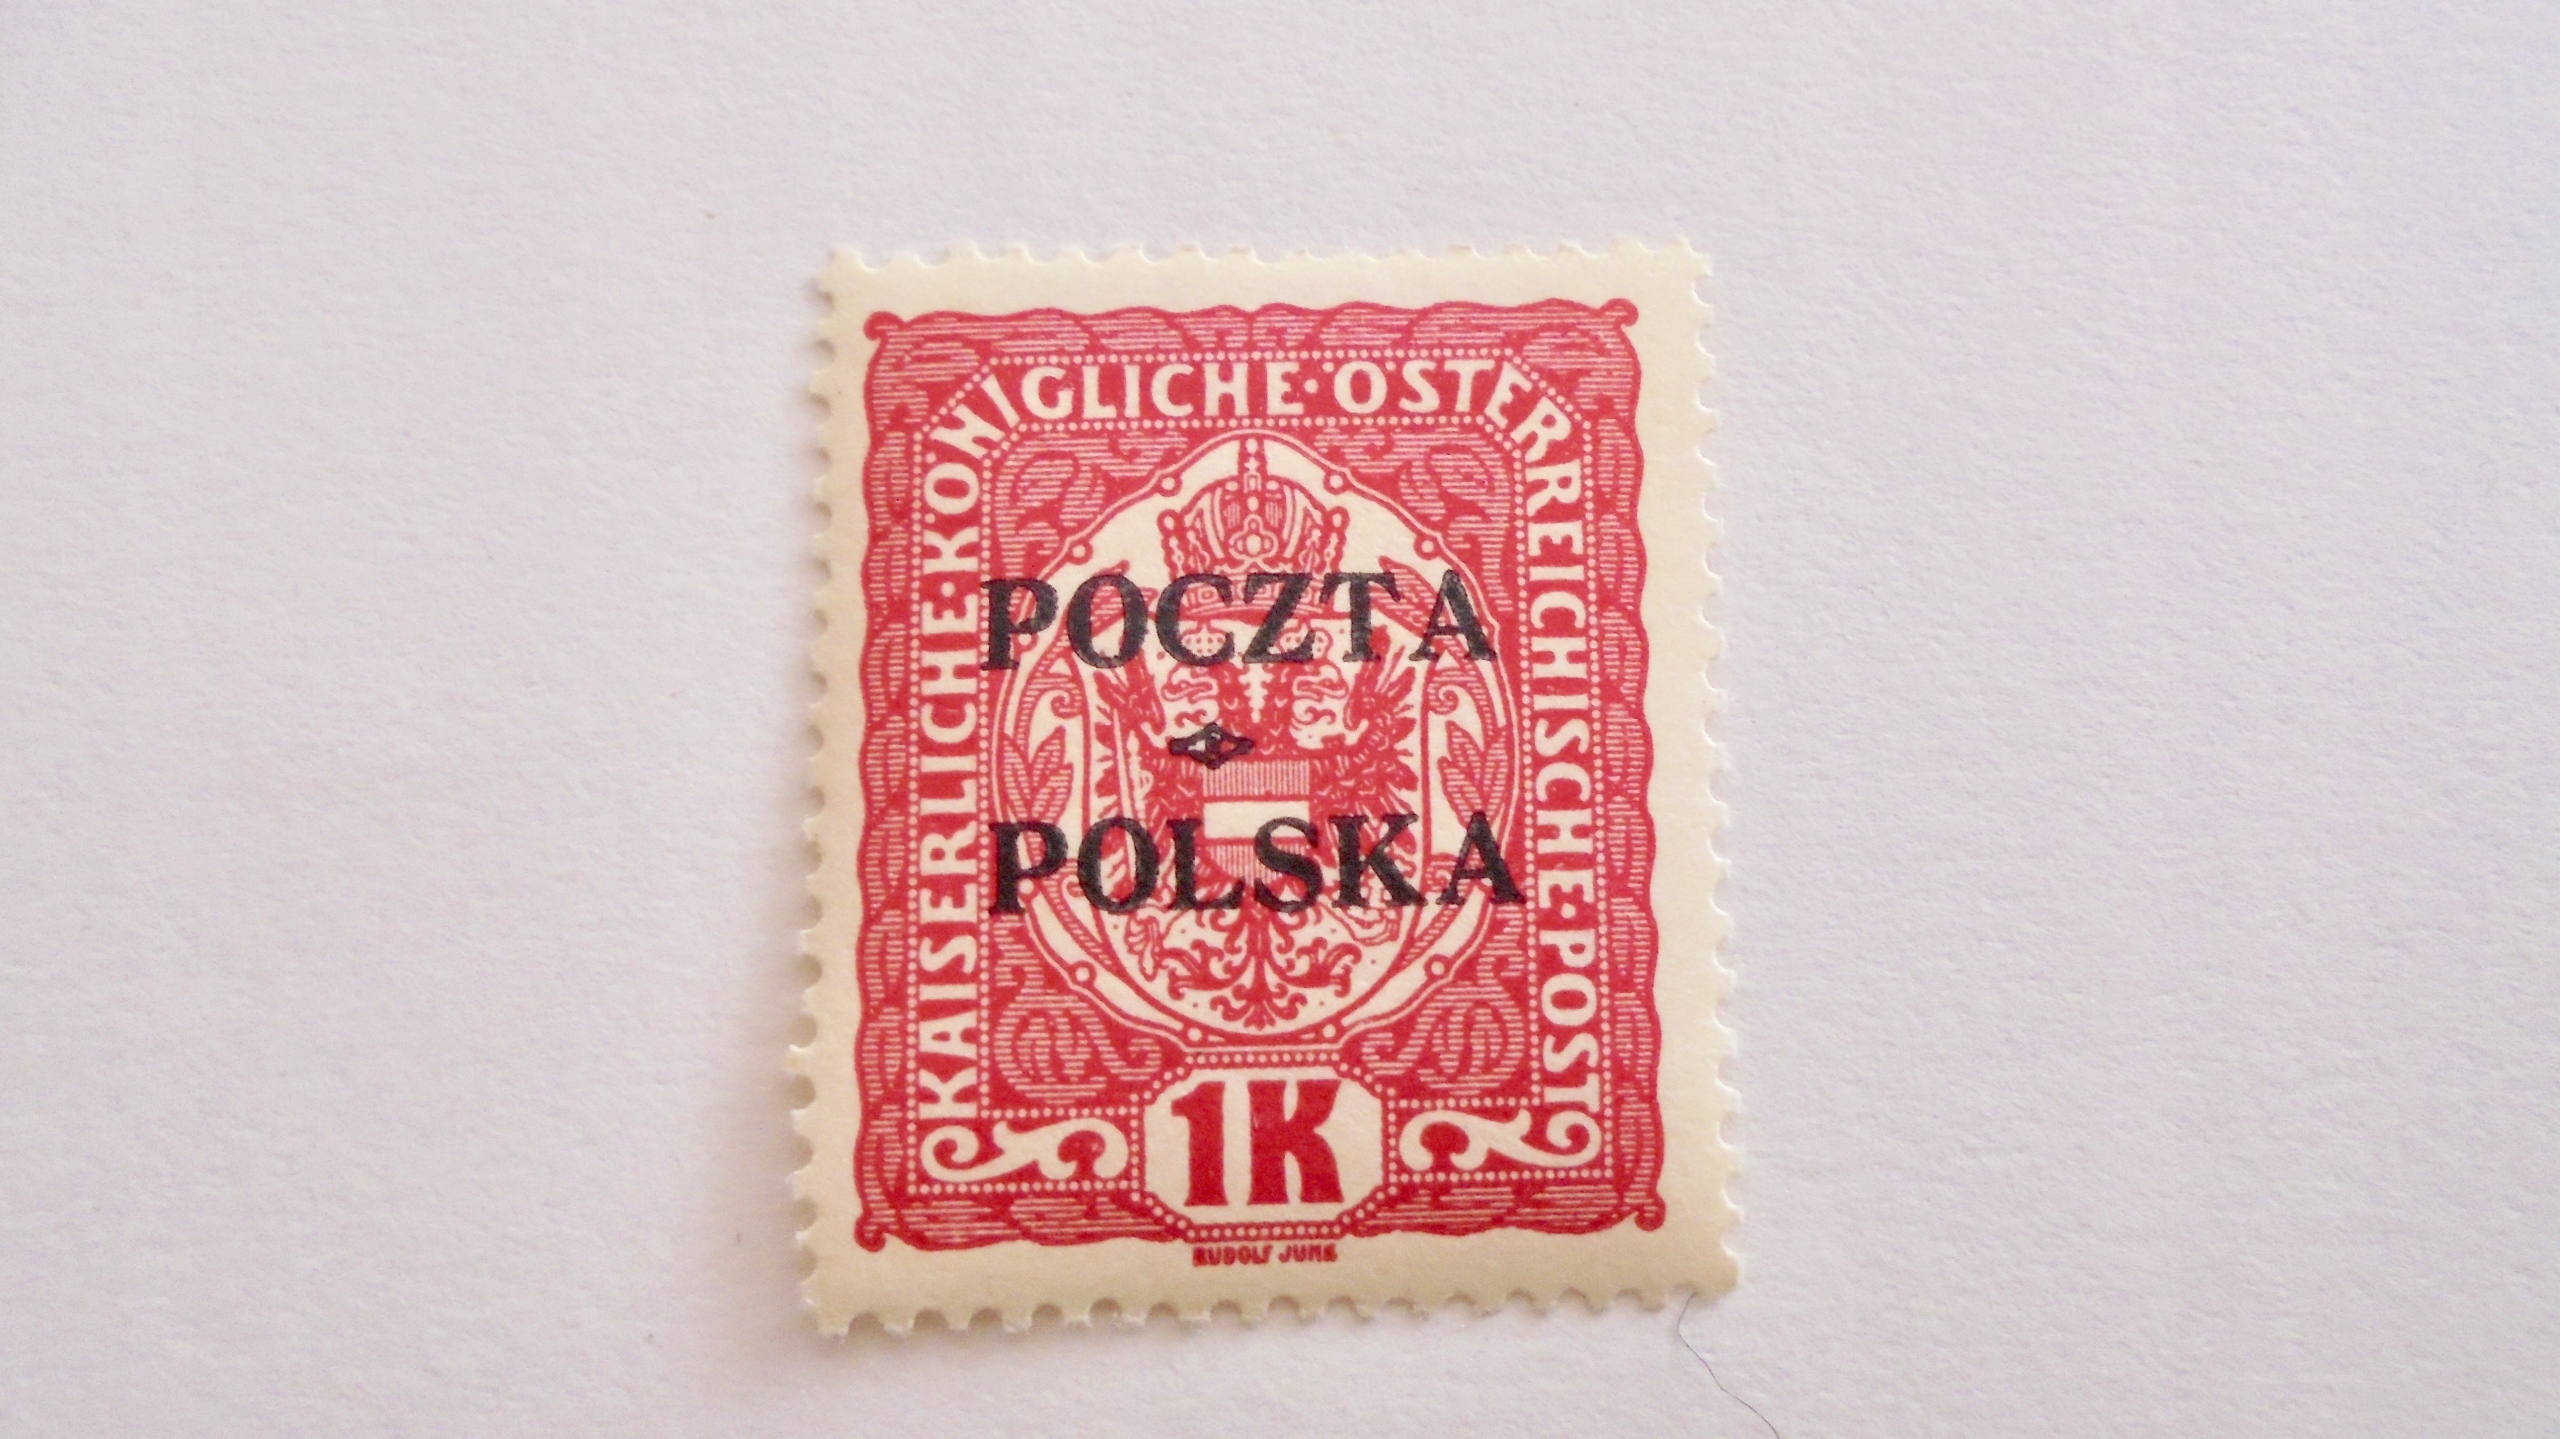 KAISERLICHE·KÖNIGLICHE·ÖSTERREICHISCHE·POST
POCZTA
POLSKA
1K
RUDOLF JUNK